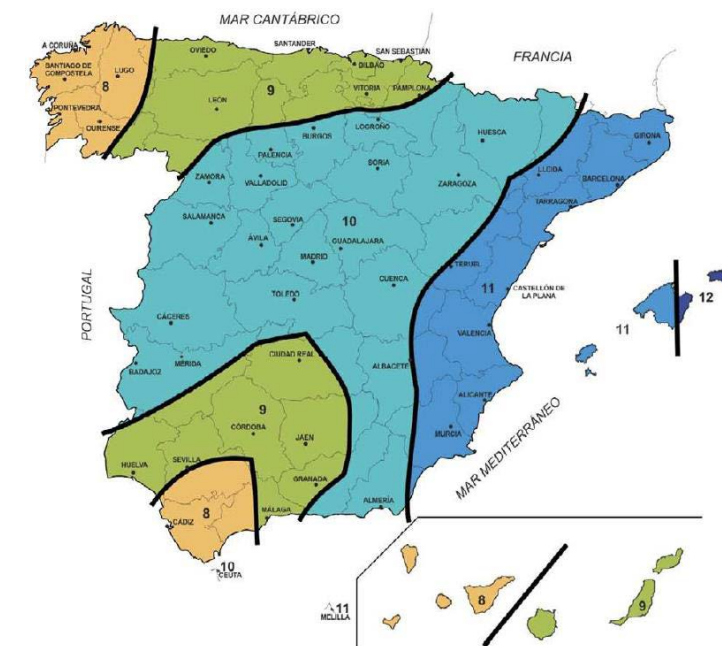 MAR CANTÁBRICO
FRANCIA
PORTUGAL
MAR MEDITERRÁNEO
A CORUÑA
SANTIAGO DE
COMPOSTELA
LUGO
8
PONTEVEDRA
OURENSE
OVIEDO
SANTANDER
SAN SEBASTIAN
BILBAO
LEÓN
9
VITORIA
PAMPLONA
LOGROÑO
BURGOS
PALENCIA
HUESCA
GIRONA
SORIA
ZAMORA
VALLADOLID
ZARAGOZA
LLEIDA
BARCELONA
TARRAGONA
SALAMANCA
SEGOVIA
10
ÁVILA
GUADALAJARA
MADRID
TERUEL
CUENCA
TOLEDO
11
CASTELLÓN DE
LA PLANA
12
11
CÁCERES
VALENCIA
CIUDAD REAL
ALBACETE
BADAJOZ
MÉRIDA
ALICANTE
9
CÓRDOBA
JAEN
MURCIA
HUELVA
SEVILLA
GRANADA
8
CÁDIZ
MÁLAGA
ALMERÍA
10
CEUTA
11
MELILLA
8
9